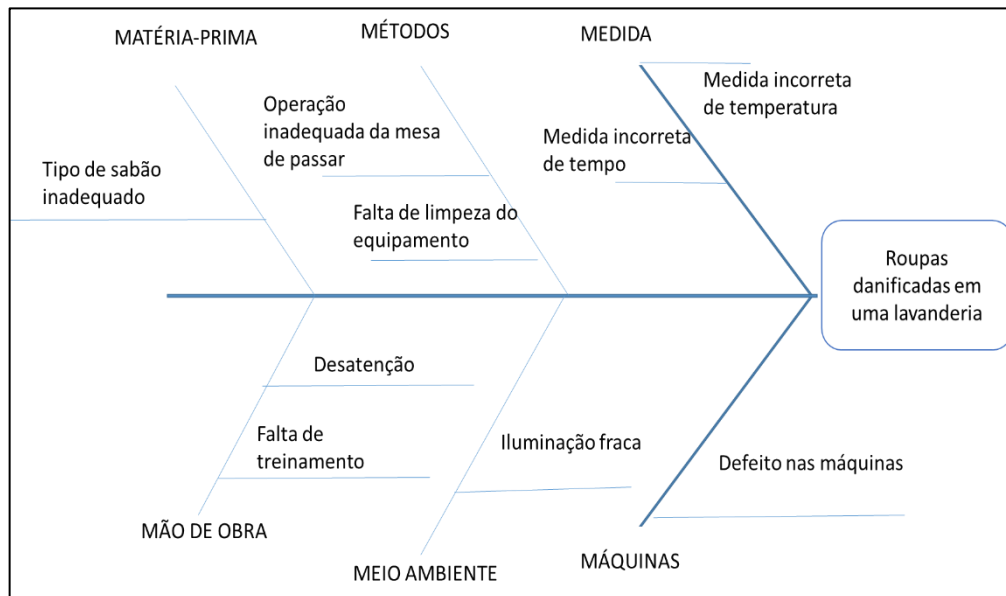 MATÉRIA-PRIMA
MÉTODOS
MEDIDA
Tipo de sabão
inadequado
Operação
inadequada da mesa
de passar
Falta de limpeza do
equipamento
Medida incorreta
de temperatura
Medida incorreta
de tempo
Roupas
danificadas em
uma lavanderia
Desatenção
Falta de
treinamento
Iluminação fraca
Defeito nas máquinas
MÃO DE OBRA
MEIO AMBIENTE
MÁQUINAS